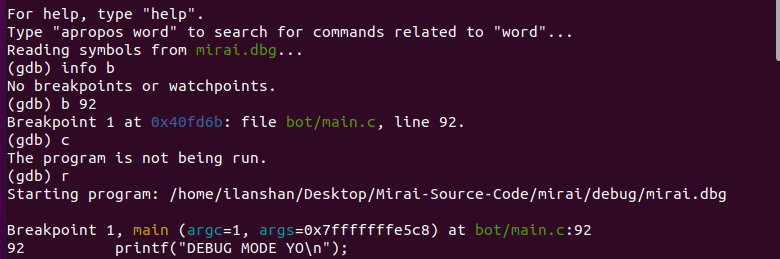 For help, type "help".
Type "apropos word" to search for commands related to "word"...
Reading symbols from mirai.dbg...
(gdb) info b
No breakpoints or watchpoints.
(gdb) b 92
Breakpoint 1 at 0x40fd6b: file bot/main.c, line 92.
(gdb) c
The program is not being run.
(gdb) r
Starting program: /home/ilanshan/Desktop/Mirai-Source-Code/mirai/debug/mirai.dbg

Breakpoint 1, main (argc=1, args=0x7fffffffe5c8) at bot/main.c:92
92          printf("DEBUG MODE YO\n");